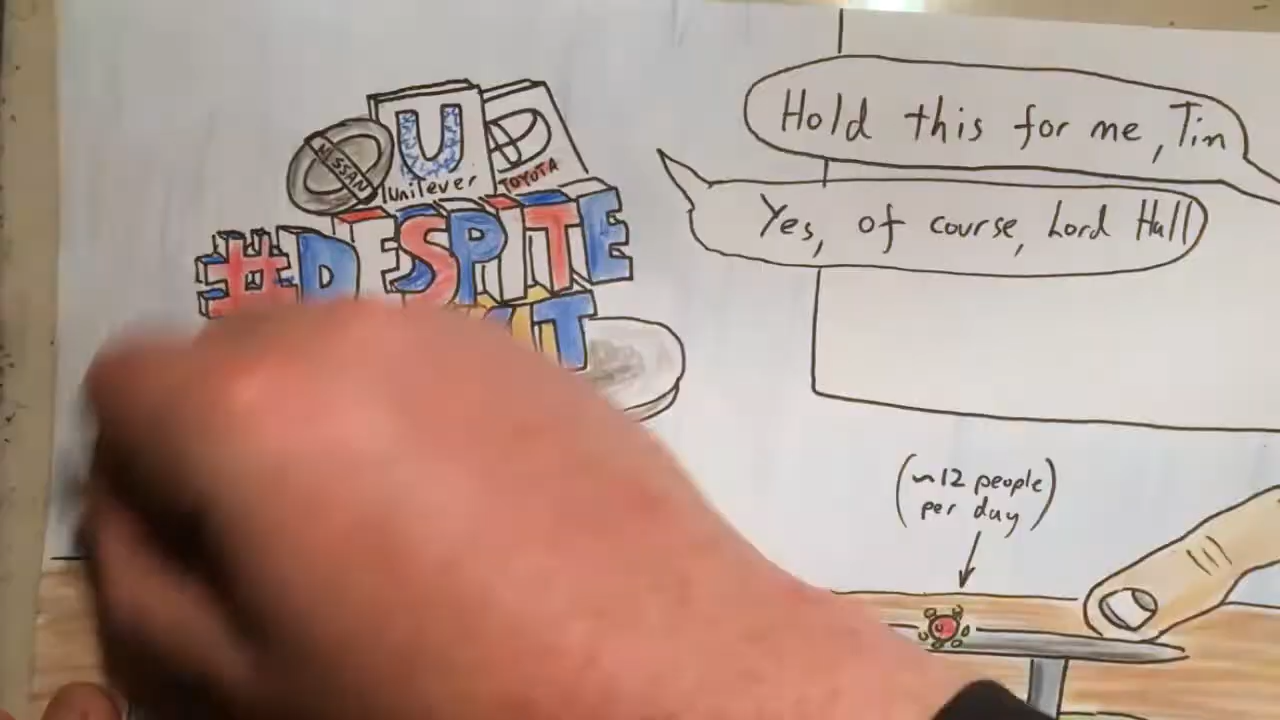 U
NISSAN
Unilever
TOYOTA
#DESPITE
Hold this for me, Tim
Yes, of course, Lord Hall
(~12 people)
per day